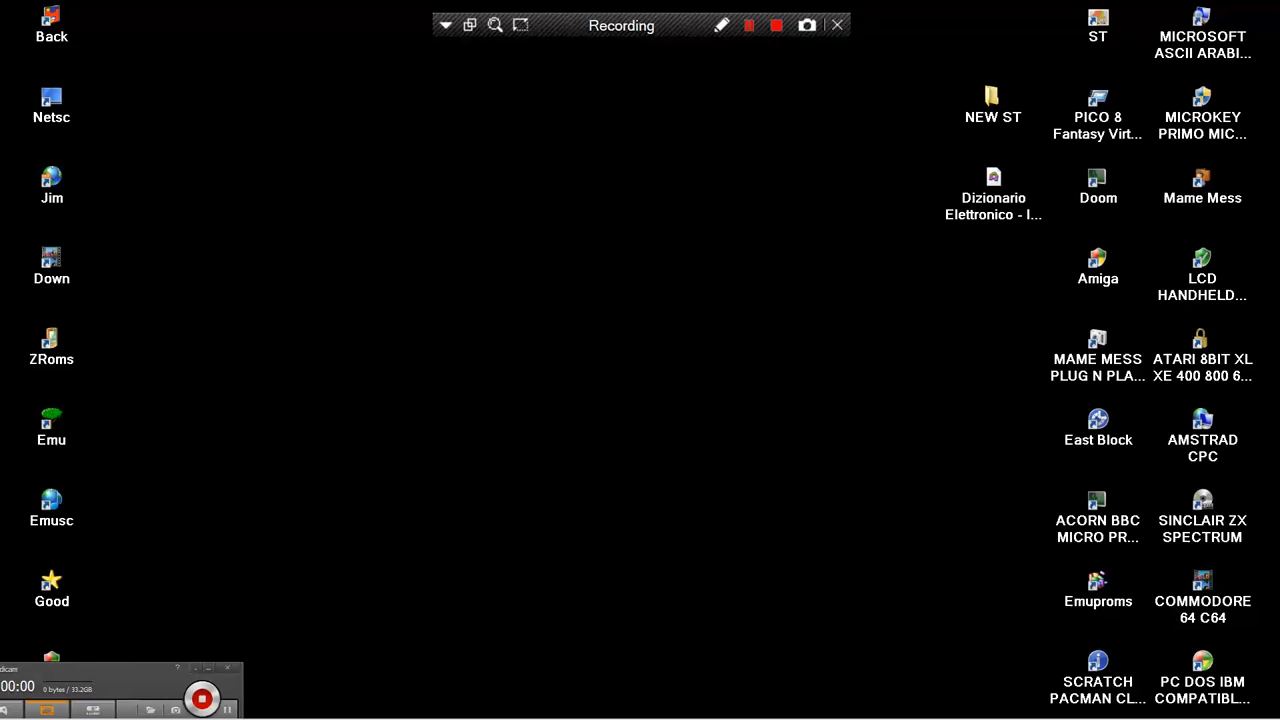 Recording
Back
Netsc
Jim
Down
ZRoms
Emu
Emusc
Good
NEW ST
Dizionario
Elettronico - I...
ST
PICO 8
Fantasy Virt...
Doom
Amiga
MAME MESS
PLUG N PLA...
East Block
ACORN BBC
MICRO PR...
Emuproms
SCRATCH
PACMAN CL...
MICROSOFT
ASCII ARABI...
MICROKEY
PRIMO MIC...
Mame Mess
LCD
HANDHELD...
ATARI 8BIT XL
XE 400 800 6...
AMSTRAD
CPC
SINCLAIR ZX
SPECTRUM
COMMODORE
64 C64
PC DOS IBM
COMPATIBL...
dicam
00:00
0 bytes / 33.2GB